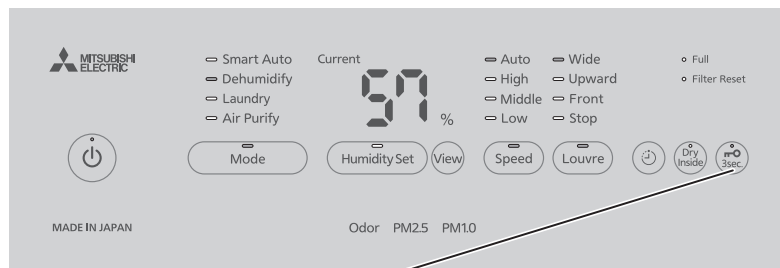 MITSUBISHI
ELECTRIC
Smart Auto
Dehumidify
Laundry
Air Purify
Current
57
%
Auto
High
Middle
Low
Wide
Upward
Front
Stop
Full
Filter Reset
Mode
Humidity Set
View
Speed
Louvre
Dry
Inside
3sec.
MADE IN JAPAN
Odor PM2.5 PM1.0